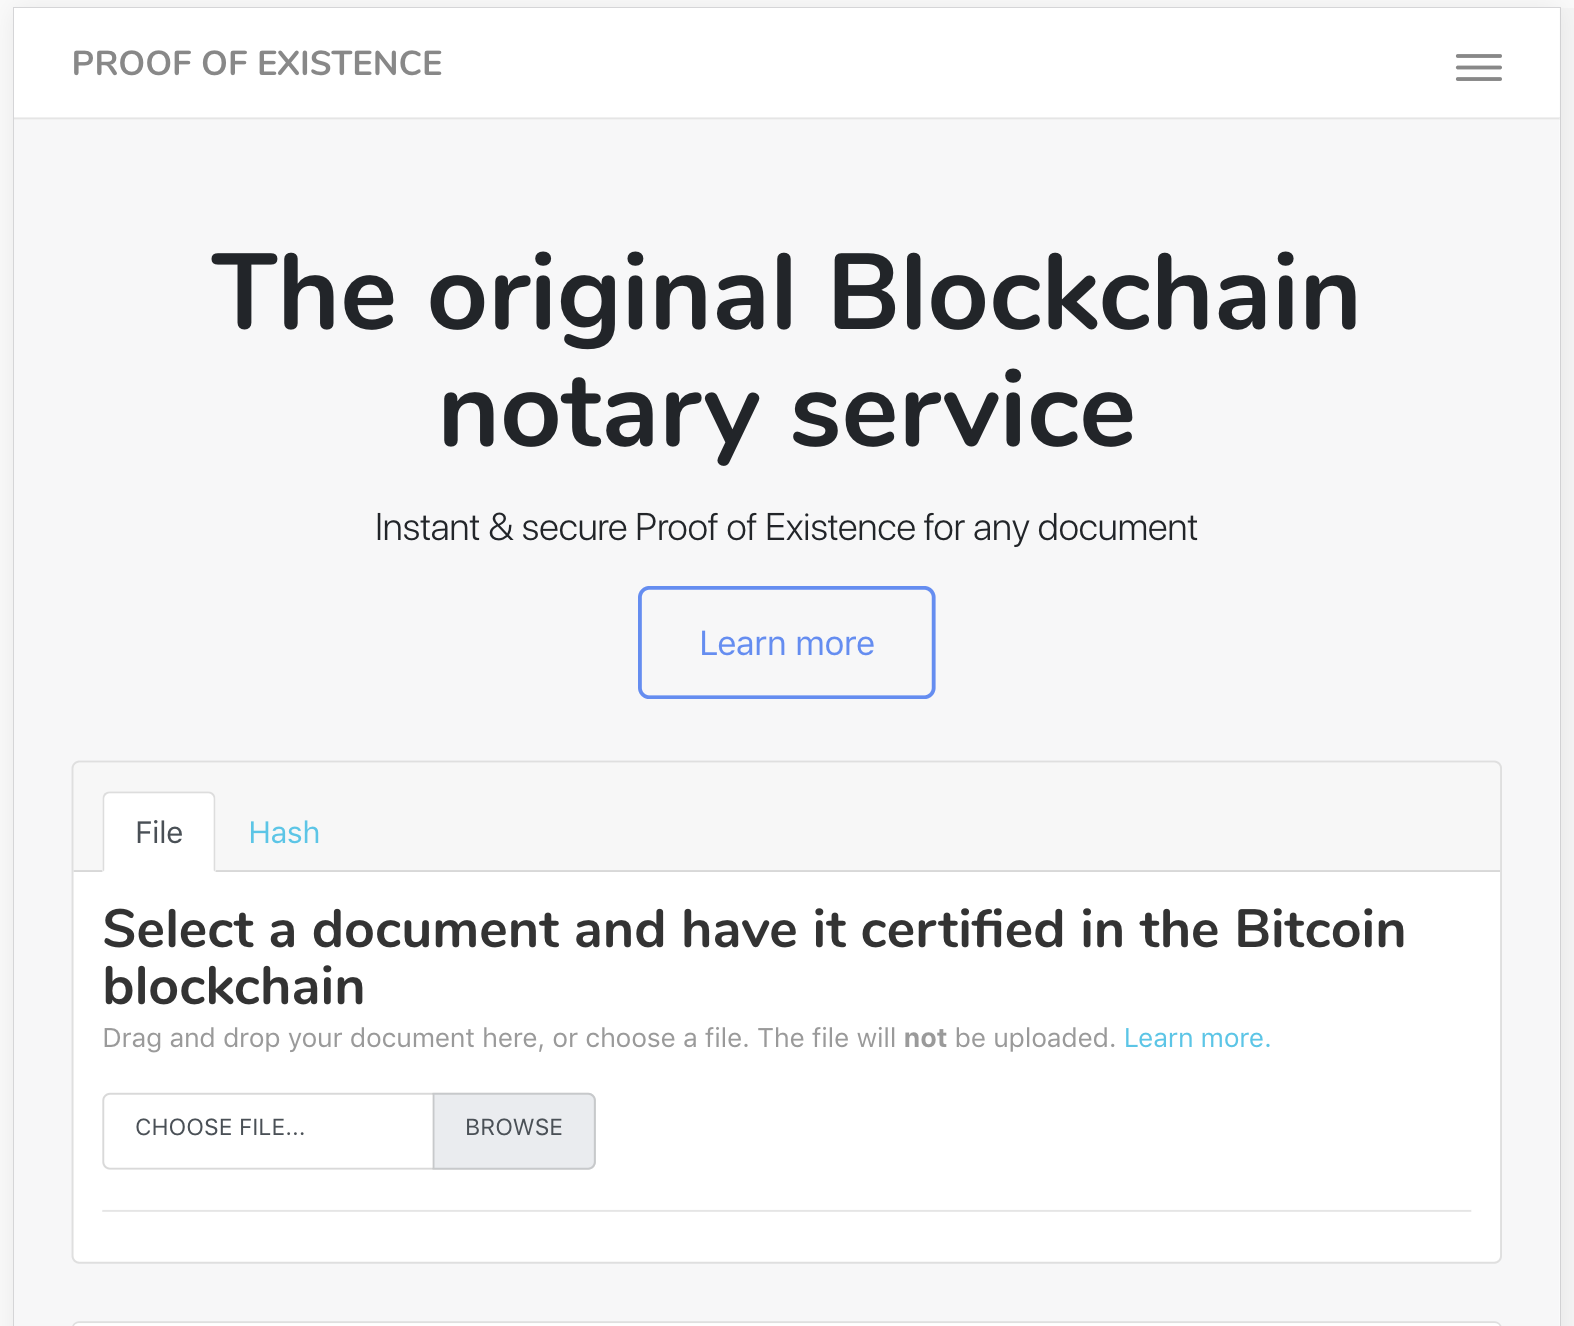 PROOF OF EXISTENCE
The original Blockchain
notary service
Instant & secure Proof of Existence for any document
Learn more
File
Hash
Select a document and have it certified in the Bitcoin
blockchain
Drag and drop your document here, or choose a file. The file will not be uploaded. Learn more.
CHOOSE FILE...
BROWSE